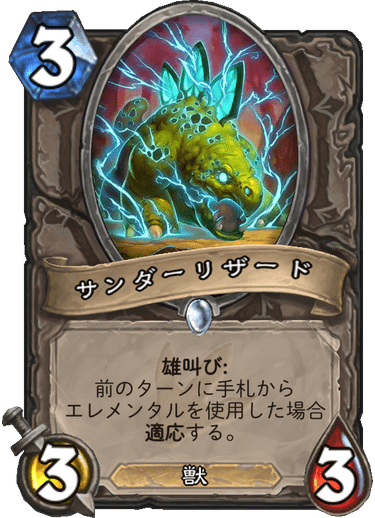 3
サンダーリザード
雄叫び:
前のターンに手札から
エレメンタルを使用した場合
適応する。
3
獣
3